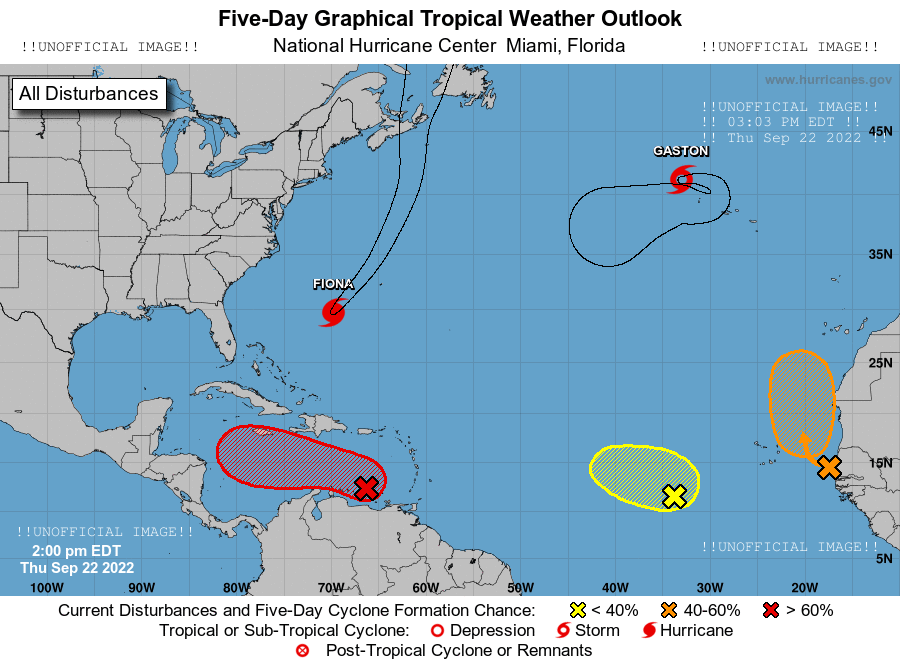 Five-Day Graphical Tropical Weather Outlook
!!UNOFFICIAL IMAGE!! National Hurricane Center Miami, Florida !!UNOFFICIAL IMAGE!!
www.hurricanes.gov
All Disturbances
!!UNOFFICIAL IMAGE!!
!! 03:03 PM EDT !!
!! Thu Sep 22 2022 !!
45N
GASTON
35N
FIONA
25N
15N
!!UNOFFICIAL IMAGE!!
2:00 pm EDT
Thu Sep 22 2022
!!UNOFFICIAL IMAGE!!
5N
100W 90W 80W 70W 60W 50W 40W 30W 20W
Current Disturbances and Five-Day Cyclone Formation Chance: < 40% 40-60% > 60%
Tropical or Sub-Tropical Cyclone: Depression Storm Hurricane
Post-Tropical Cyclone or Remnants